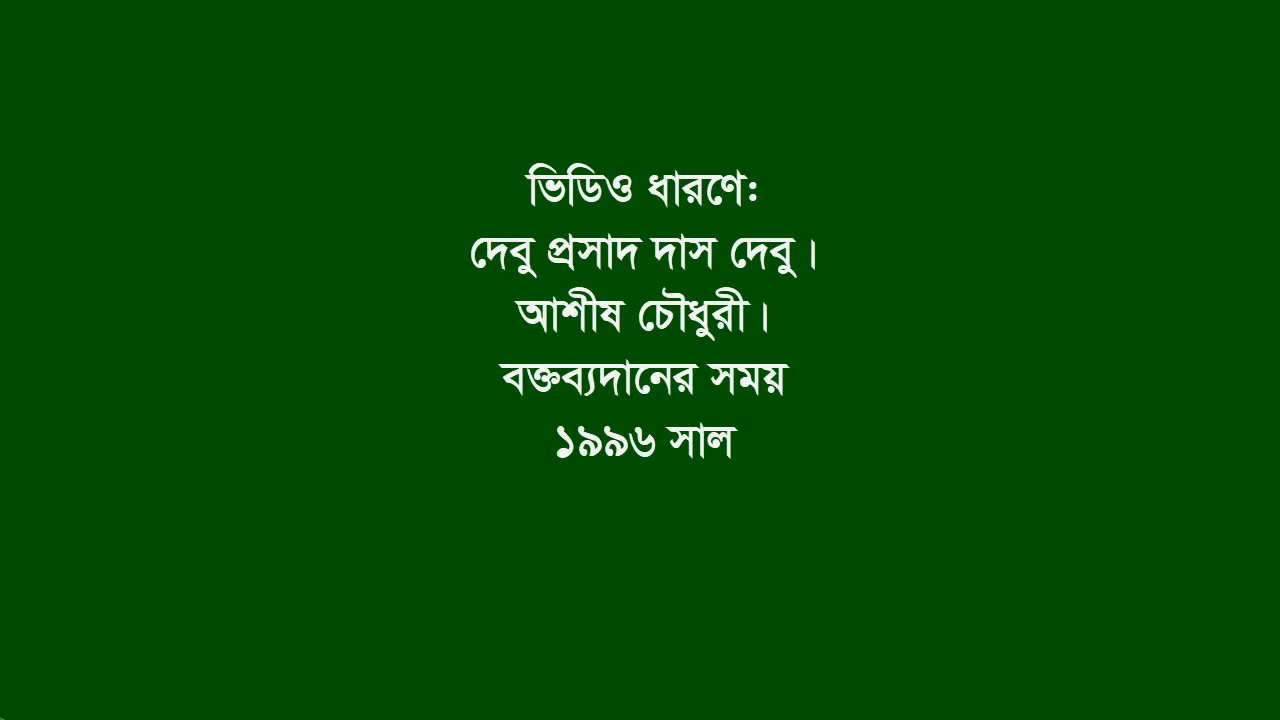 ভিডিও ধারণে:
দেবু প্রসাদ দাস দেবু।
আশীষ চৌধুরী।
বক্তব্যদানের সময়
১৯৯৬ সাল